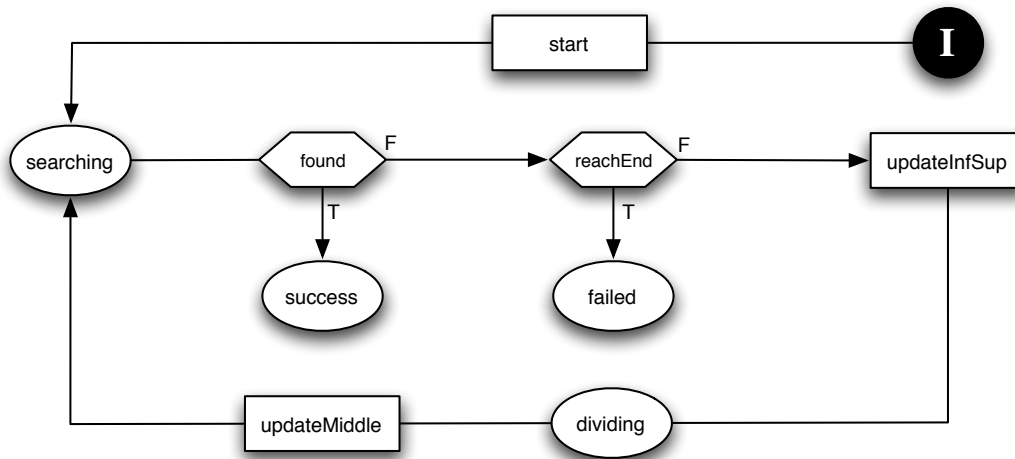 start
I
searching
found
F
reachEnd
F
updateInfSup
T
T
success
failed
updateMiddle
dividing